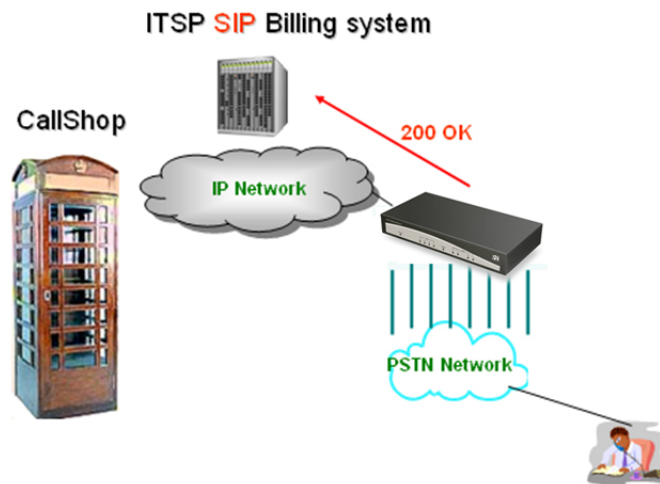 ITSP SIP Billing system
CallShop
200 OK
IP Network
PSTN Network